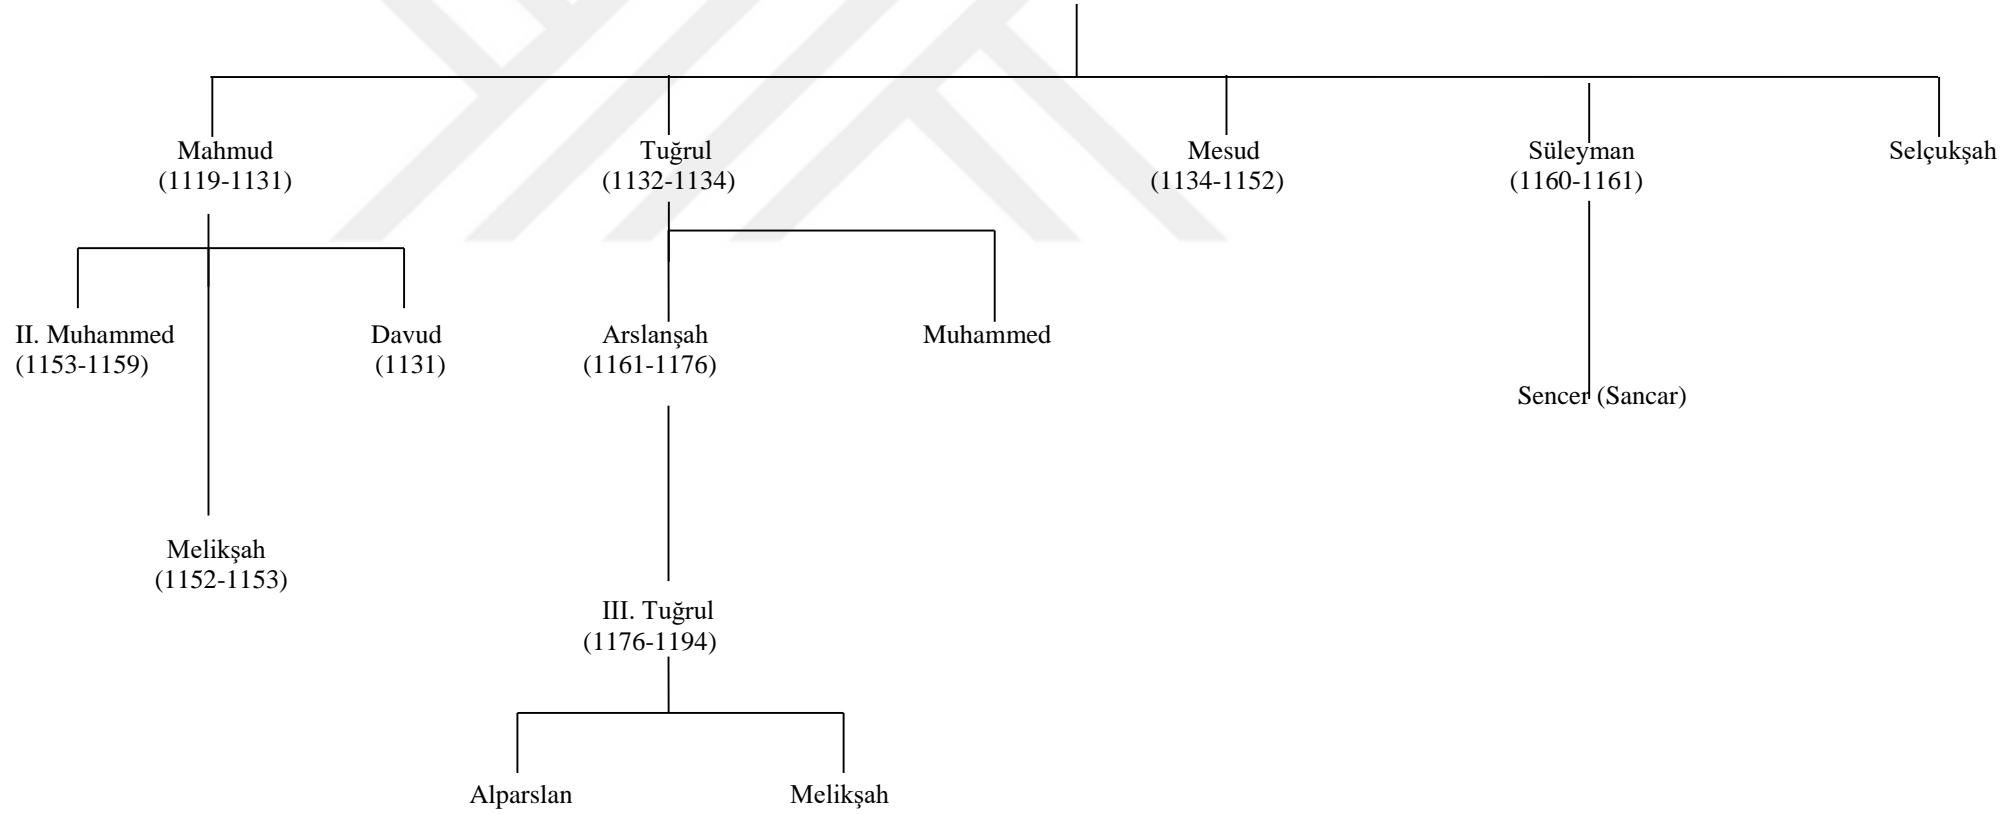 Mahmud
(1119-1131)
Tuğrul
(1132-1134)
Mesud
(1134-1152)
Süleyman
(1160-1161)
Selçukşah
II. Muhammed
(1153-1159)
Davud
(1131)
Arslanşah
(1161-1176)
Muhammed
Sencer (Sancar)
Melikşah
(1152-1153)
III. Tuğrul
(1176-1194)
Alparslan
Melikşah